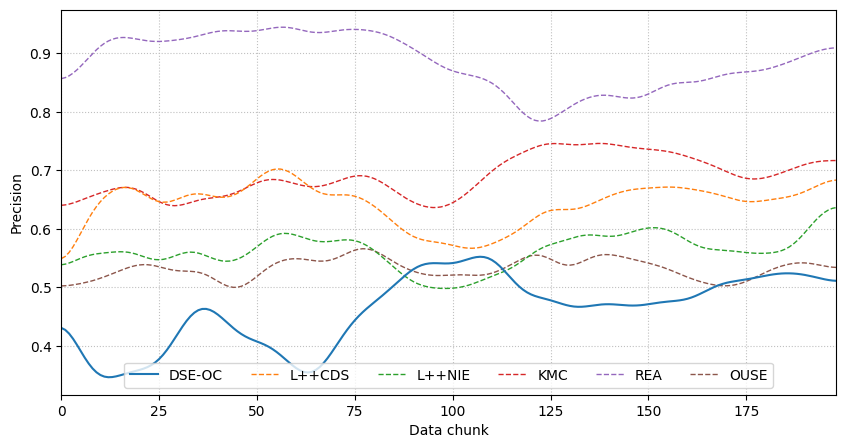 0.9
0.8
0.7
0.6
0.5
0.4
Precision
DSE-OC L++CDS L++NIE KMC REA OUSE
0 25 50 75 100 125 150 175
Data chunk